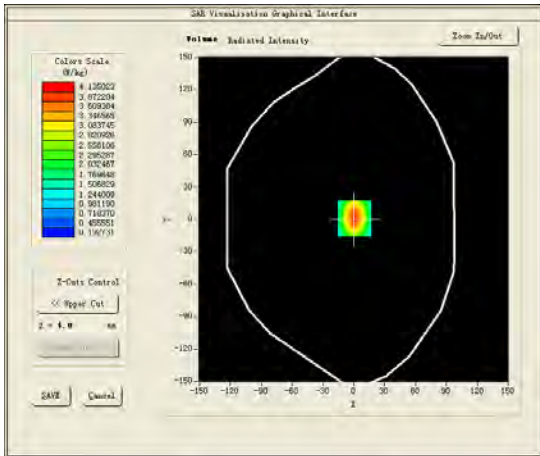 SAR Visualisation Graphical Interface
Volume Radiated Intensity
Zoom In/Out
Colors Scale
(W/kg)
4.135023
3.872204
3.609384
3.346565
3.083745
2.820926
2.558106
2.295287
2.032467
1.769648
1.506829
1.244009
0.981190
0.718370
0.455551
150
120
90
60
30
0
-30
-60
-90
-120
-150
-150 -120 -90 -60 -30 0 30 60 90 120 150
X
Z-Cuts Control
<< Upper Cut
Z = 4.0 mm
SAVE Cancel